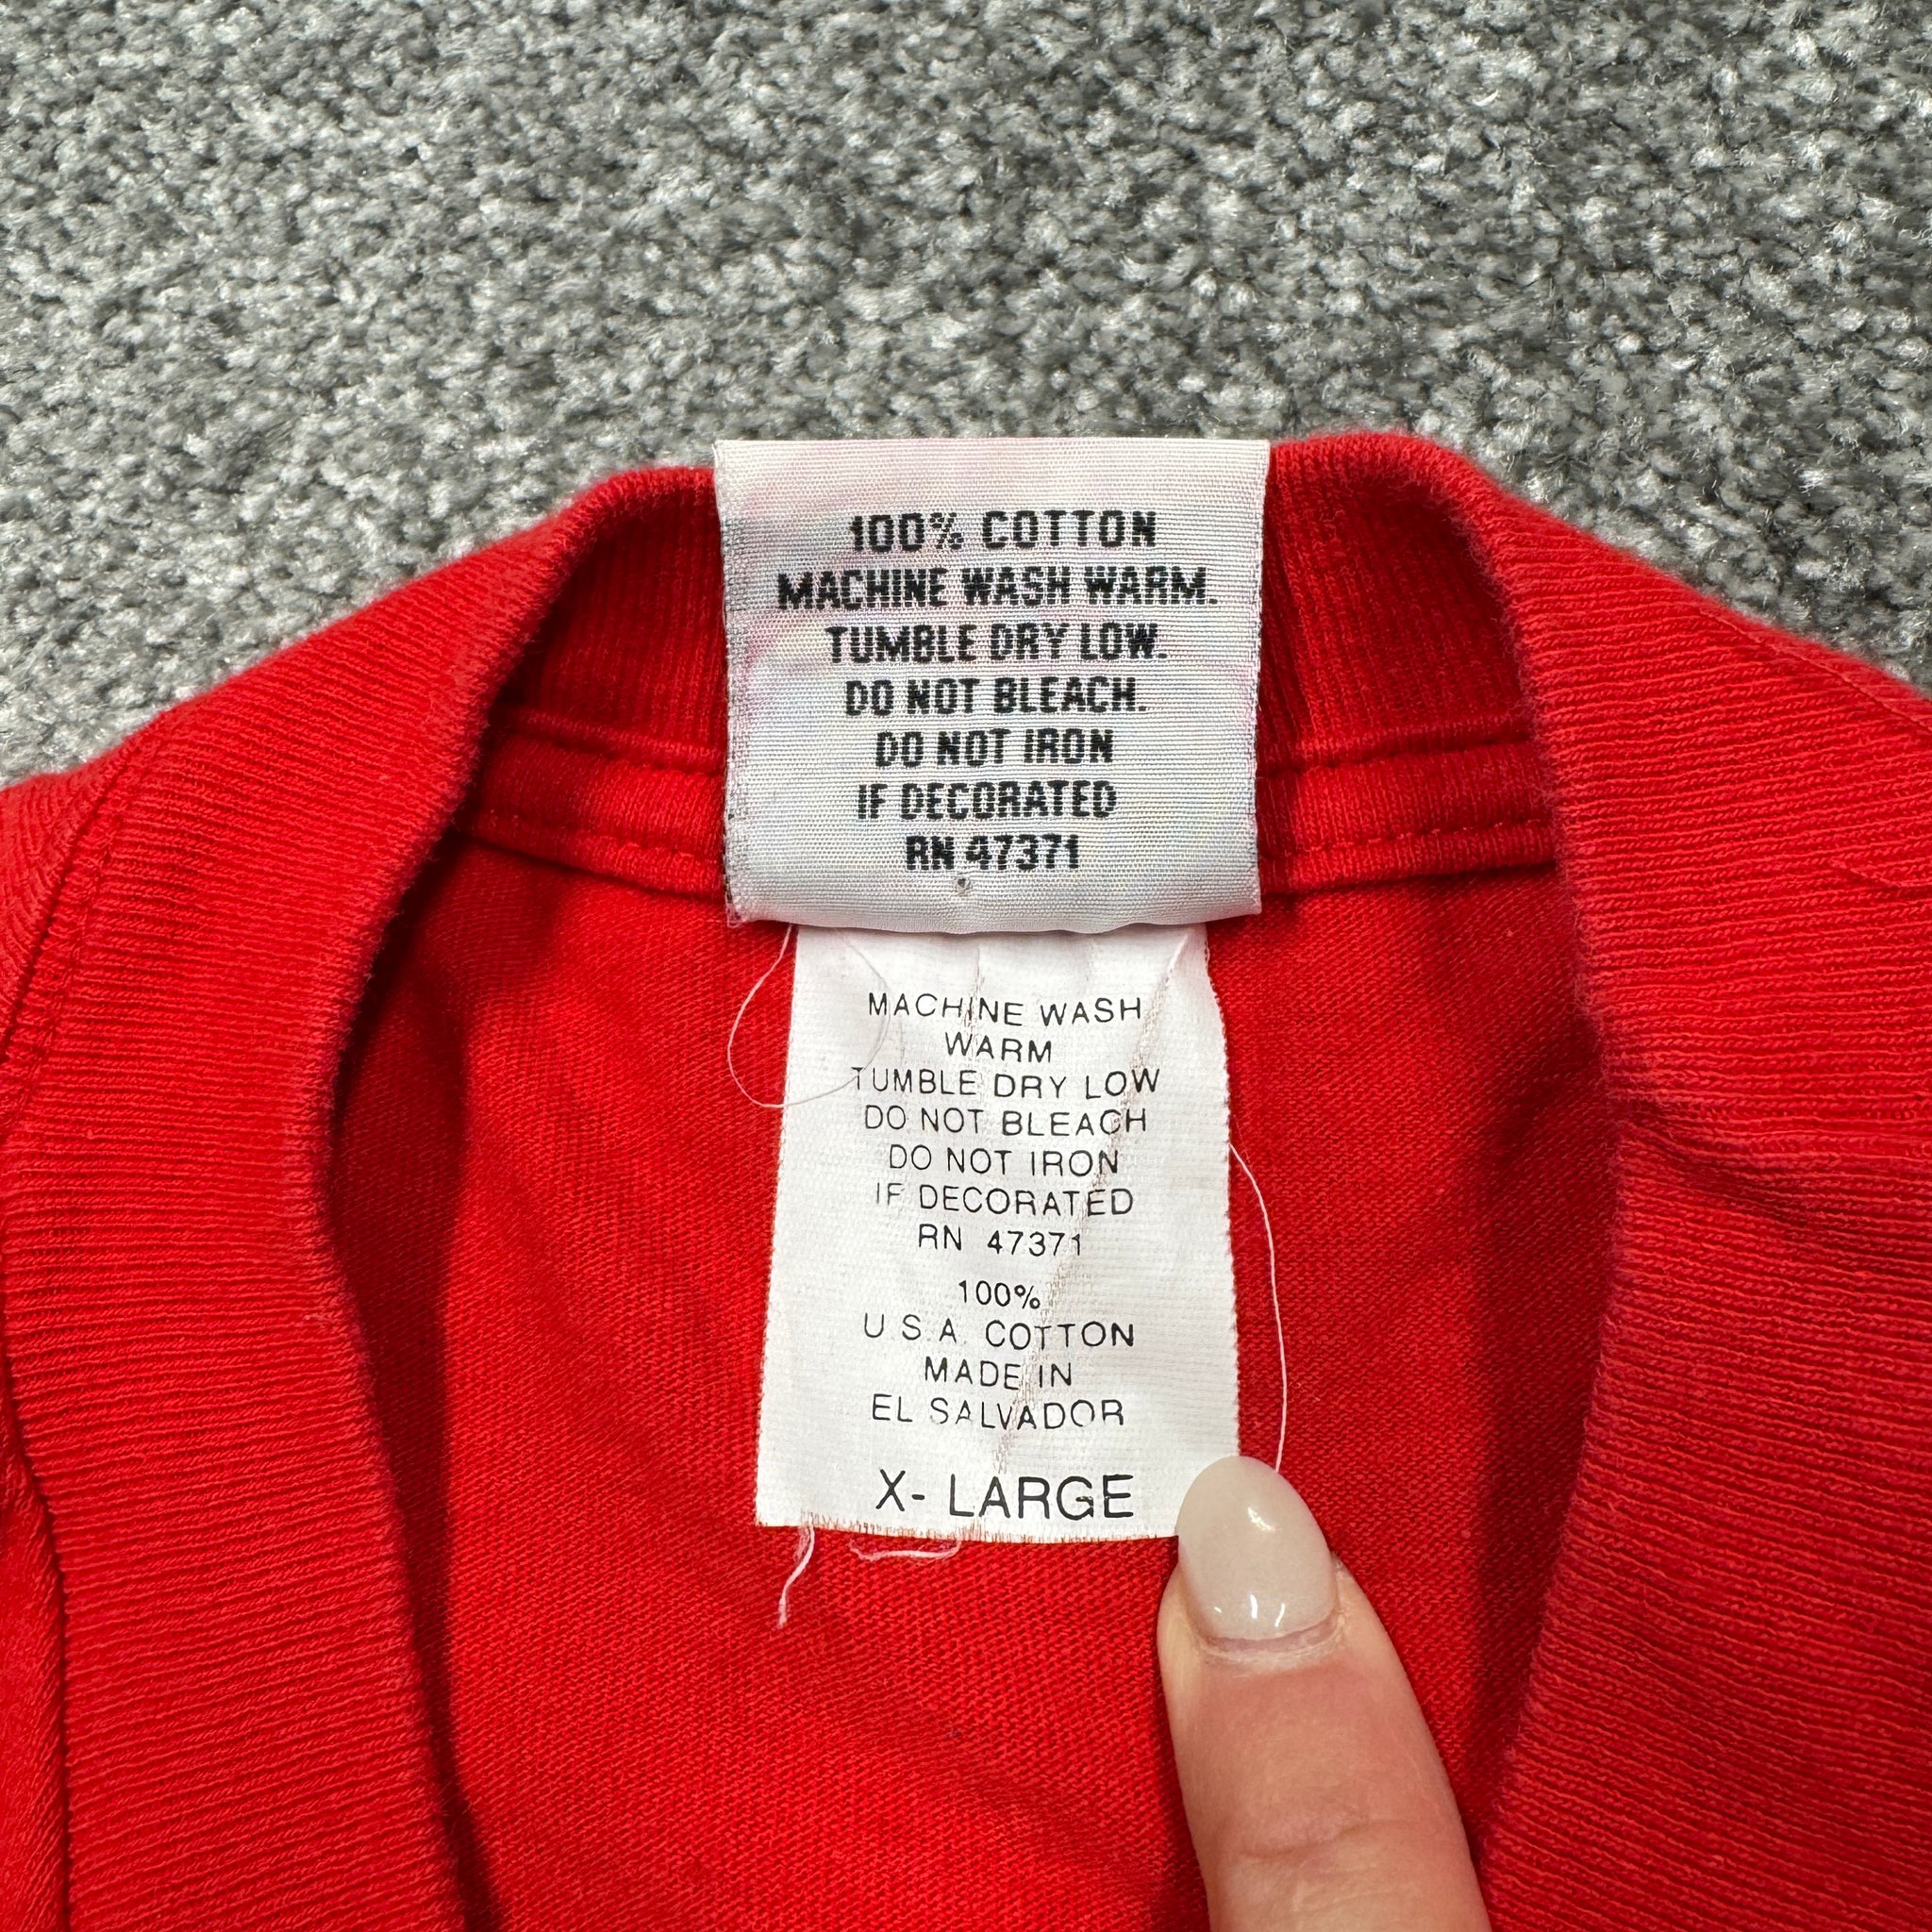 100% COTTON
MACHINE WASH WARM.
TUMBLE DRY LOW.
DO NOT BLEACH.
DO NOT IRON
IF DECORATED
RN 47371
MACHINE WASH
WARM
TUMBLE DRY LOW
DO NOT BLEACH
DO NOT IRON
IF DECORATED
RN 47371
100%
U.S.A. COTTON
MADE IN
EL SALVADOR
X- LARGE